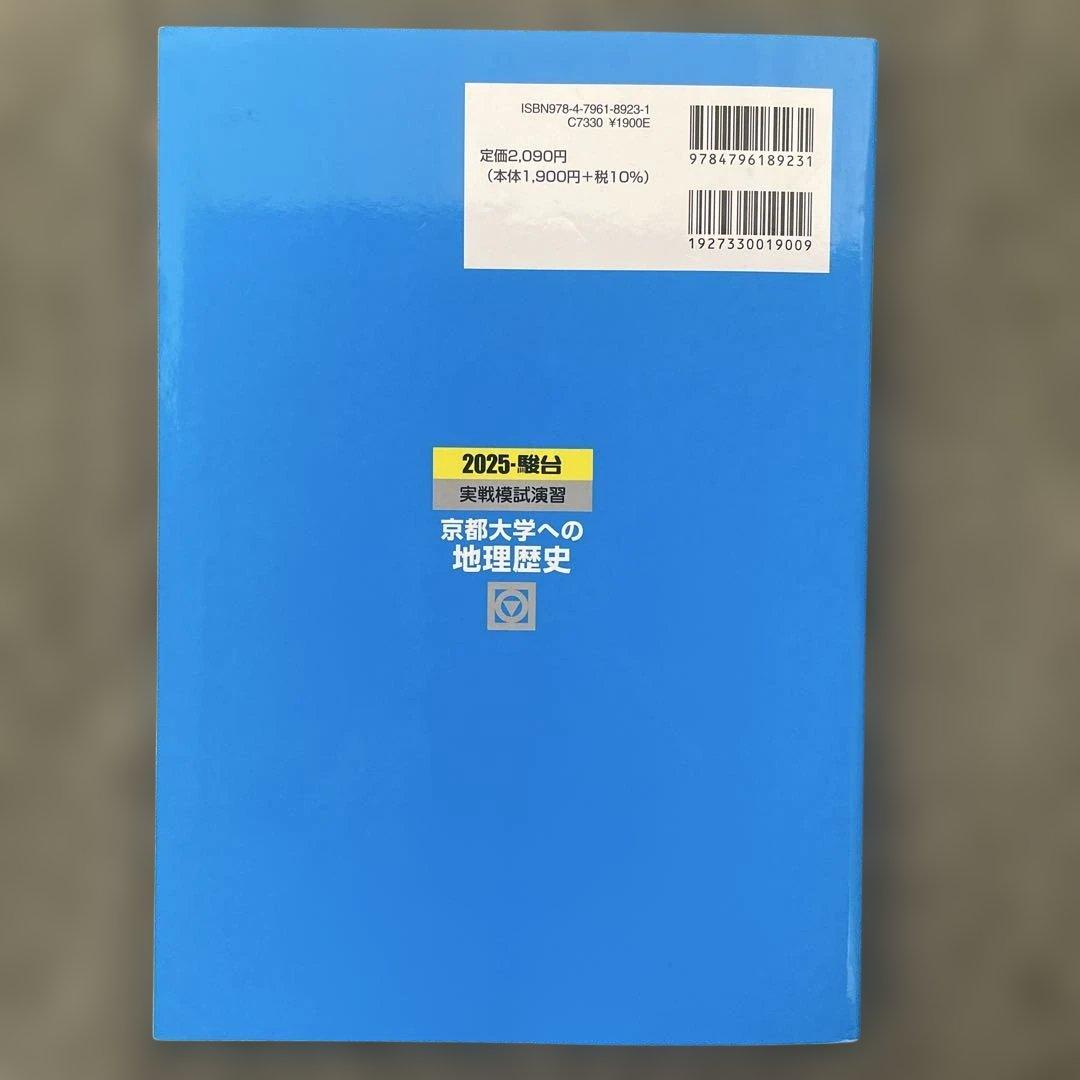 ISBN978-4-7961-8923-1
C7330 ¥1900E
定価2,090円
（本体1,900円＋税10%）
9784796189231
1927330019009
2025-駿台
実戦模試演習
京都大学への
地理歴史